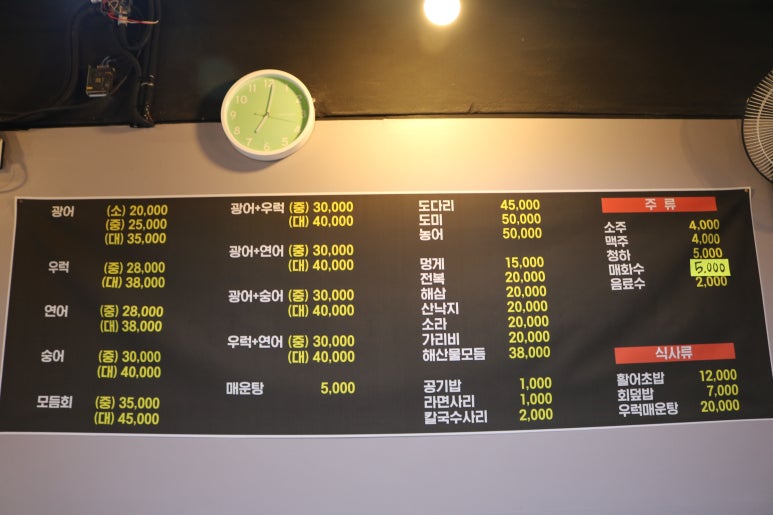 광어 (소) 20,000
(중) 25,000
(대) 35,000
우럭 (중) 28,000
(대) 38,000
연어 (중) 28,000
(대) 38,000
숭어 (중) 30,000
(대) 40,000
모듬회 (중) 35,000
(대) 45,000
광어+우럭 (중) 30,000
(대) 40,000
광어+연어 (중) 30,000
(대) 40,000
광어+숭어 (중) 30,000
(대) 40,000
우럭+연어 (중) 30,000
(대) 40,000
매운탕 5,000
도다리 45,000
도미 50,000
농어 50,000
멍게 15,000
전복 20,000
해삼 20,000
산낙지 20,000
소라 20,000
가리비 20,000
해산물모듬 38,000
공기밥 1,000
라면사리 1,000
칼국수사리 2,000
주 류
소주 4,000
맥주 4,000
청하 5,000
매화수 5,000
음료수 2,000
식사류
활어초밥 12,000
회덮밥 7,000
우럭매운탕 20,000